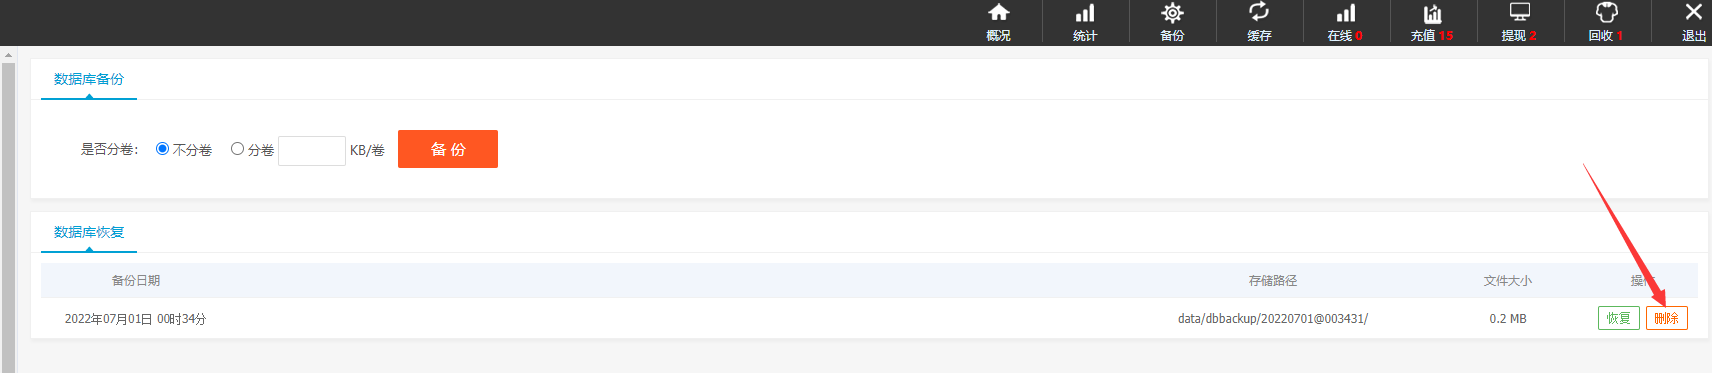 概况 统计 备份 缓存 在线 0 充值 15 提现 2 回收 1 退出
数据库备份
是否分卷： 不分卷 分卷 KB/卷 备 份
数据库恢复
备份日期 存储路径 文件大小
2022年07月01日 00时34分 data/dbbackup/20220701@003431/ 0.2 MB 恢复 删除